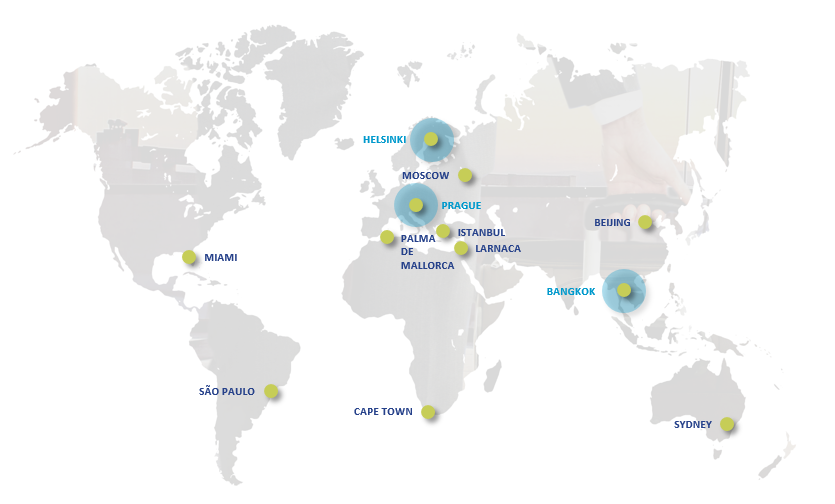 HELSINKI
MOSCOW
PRAGUE
BEIJING
ISTANBUL
PALMA
DE
MALLORCA
LARNACA
MIAMI
BANGKOK
SÃO PAULO
CAPE TOWN
SYDNEY